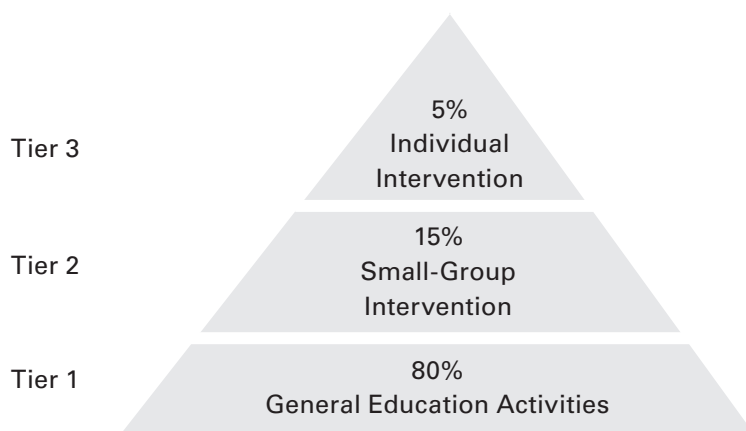 5%
Tier 3
Individual
Intervention
15%
Tier 2
Small-Group
Intervention
80%
Tier 1
General Education Activities